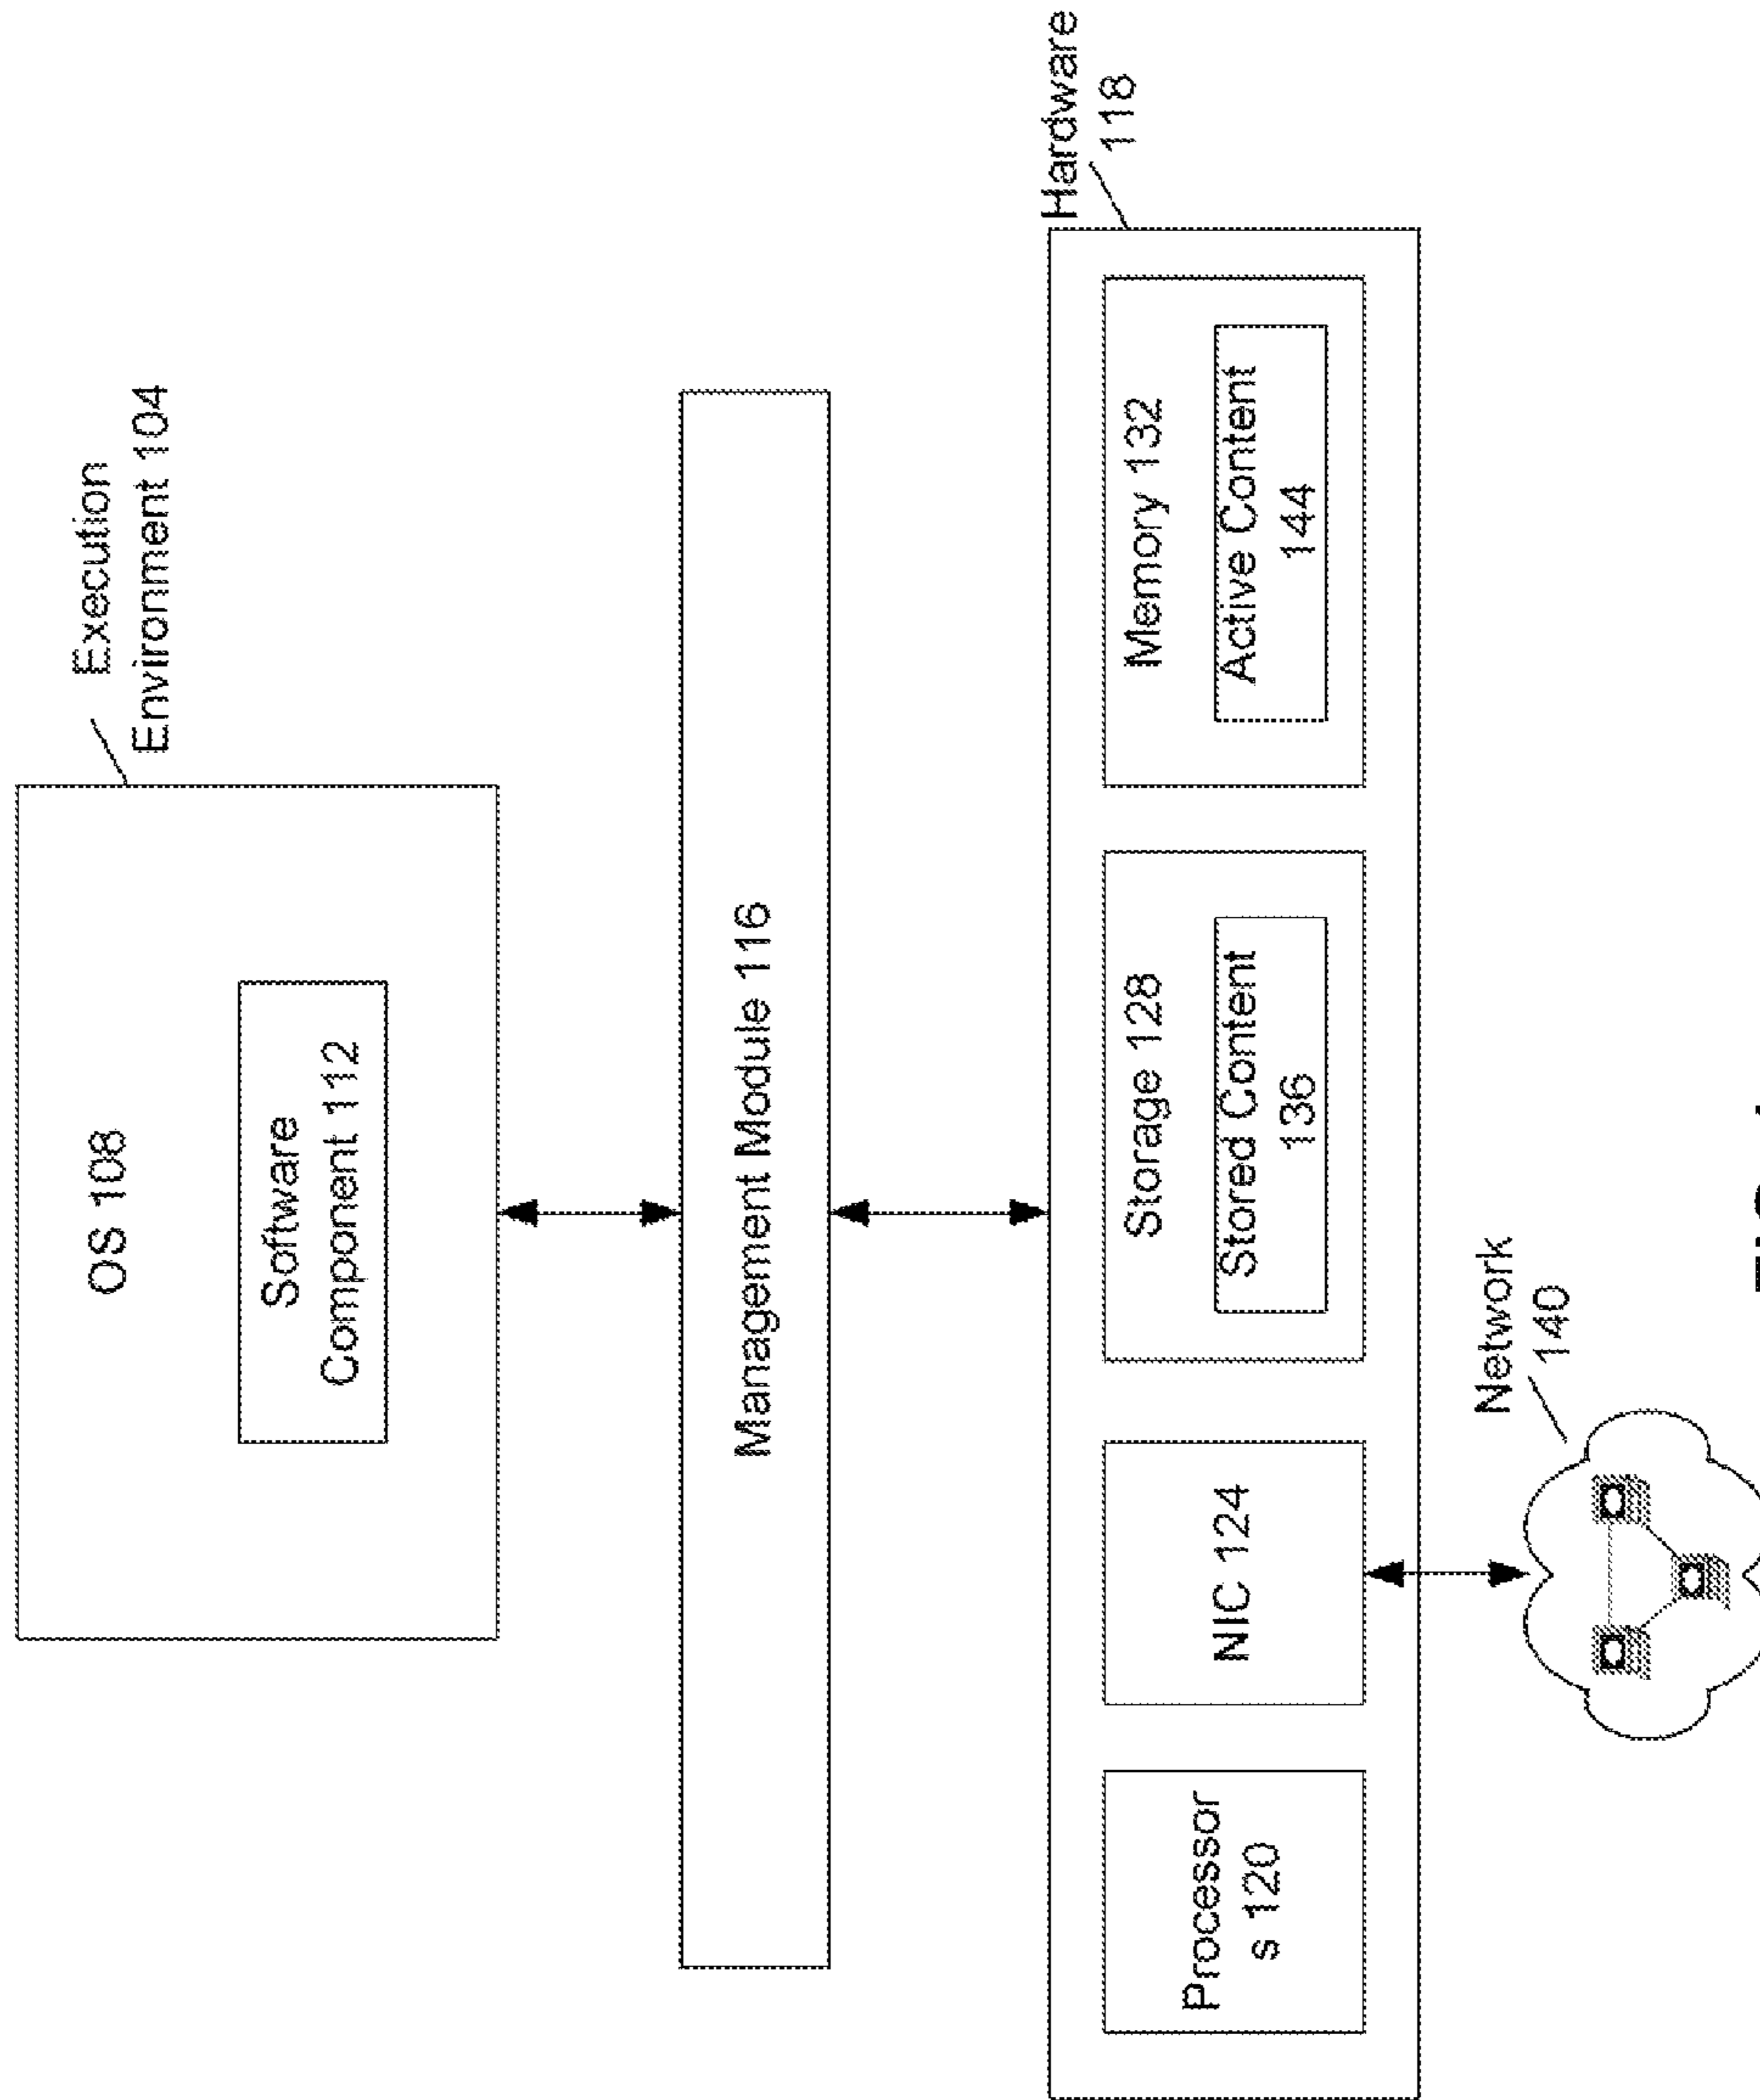 Execution
Environment 104
OS 108
Software
Component 112
Management Module 116
Hardware
118
Processor
s 120
NIC 124
Storage 128
Stored Content
136
Memory 132
Active Content
144
Network
140